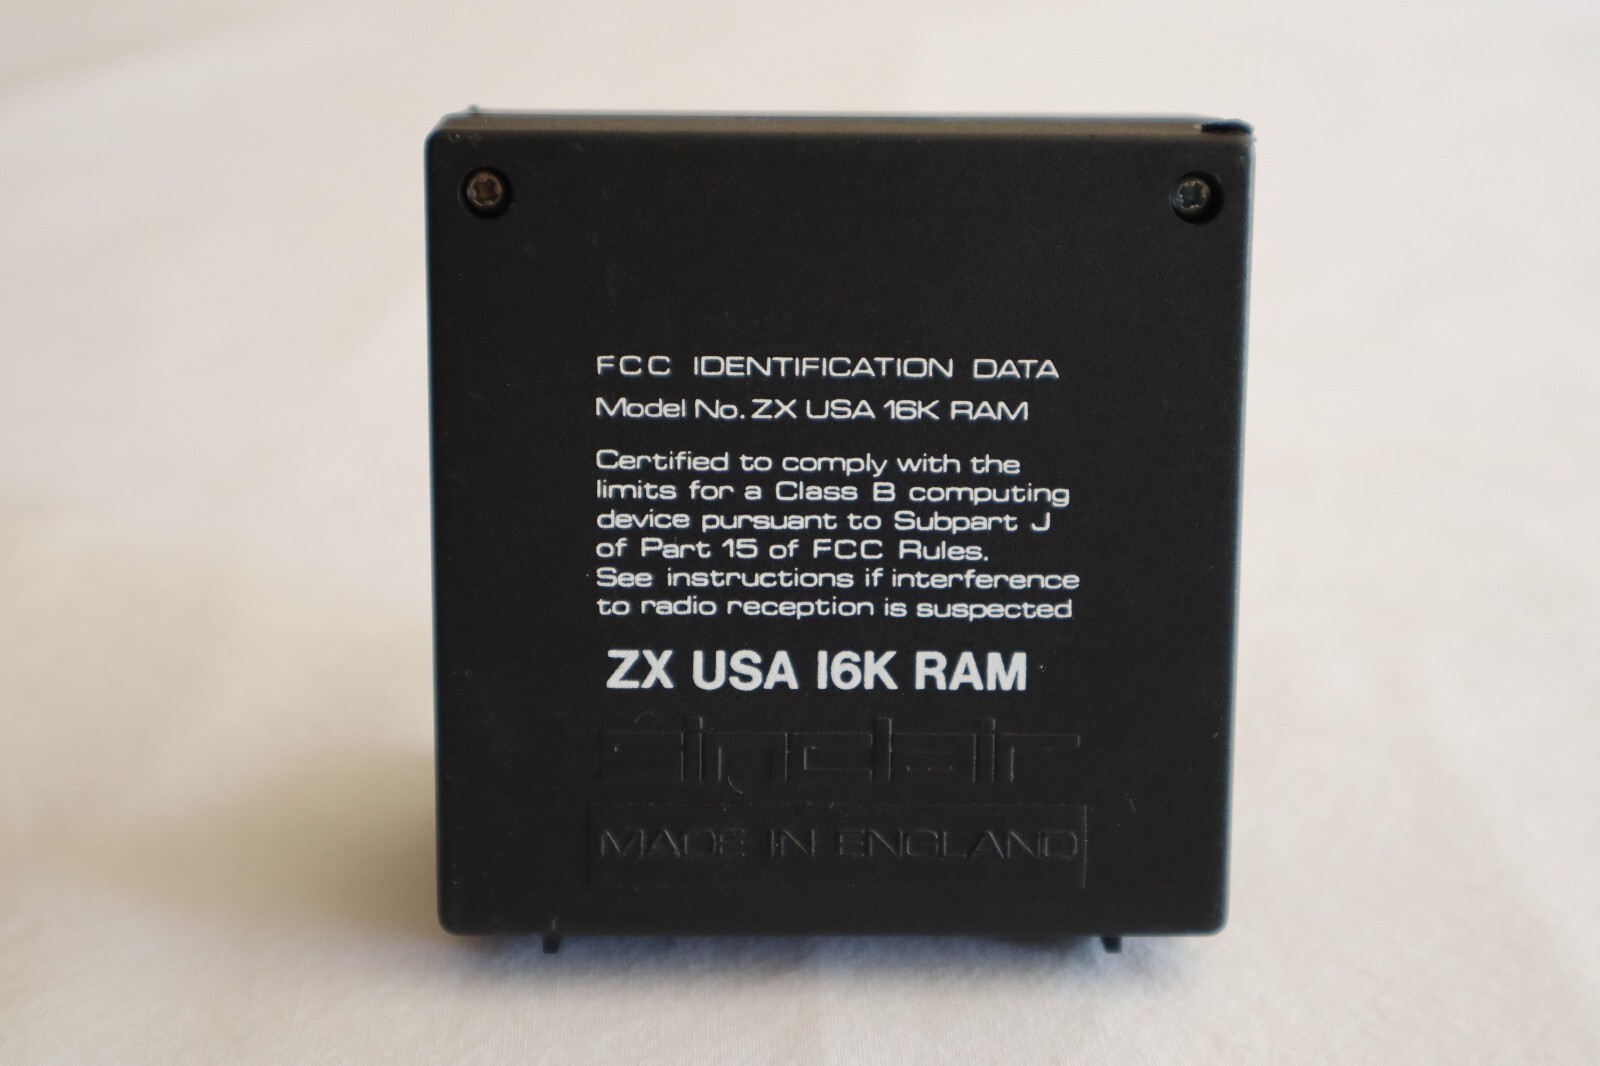 FCC IDENTIFICATION DATA
Model No. ZX USA 16K RAM
Certified to comply with the
limits for a Class B computing
device pursuant to Subpart J
of Part 15 of FCC Rules.
See instructions if interference
to radio reception is suspected
ZX USA 16K RAM
sinclair
MADE IN ENGLAND